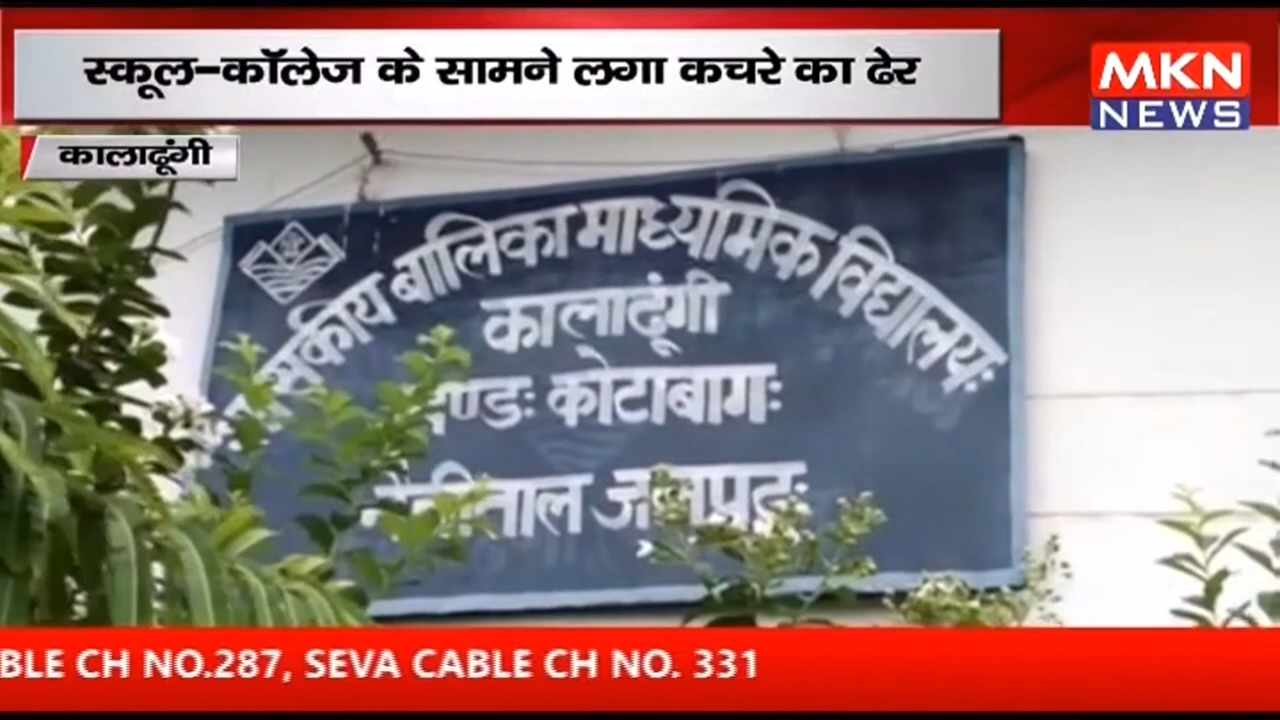 स्कूल-कॉलेज के सामने लगा कचरे का ढेर
MKN
NEWS
कालाढूंगी
बालिका माध्यमिक विद्यालयः
कालाढूंगी
कोटाबागः
BLE CH NO.287, SEVA CABLE CH NO. 331